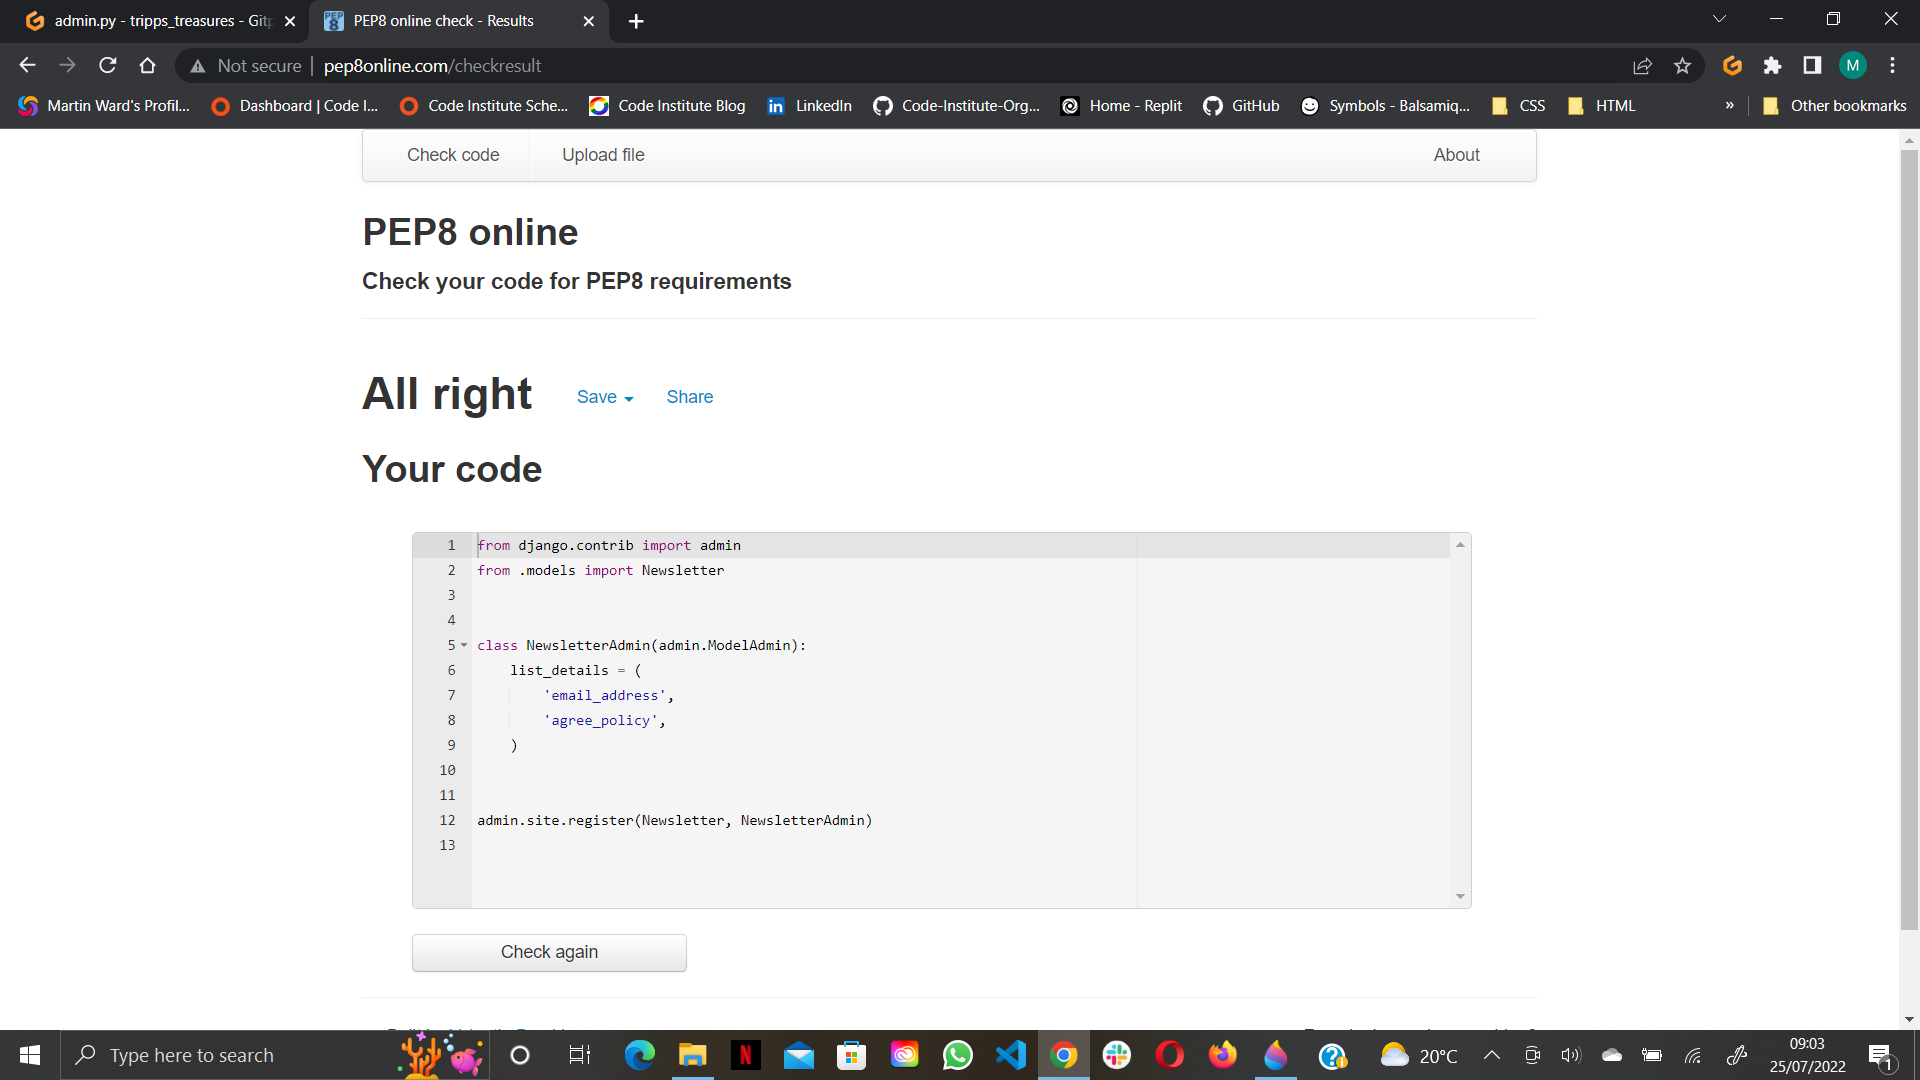 admin.py - tripps_treasures - Gitp
PEP8 online check - Results
Not secure | pep8online.com/checkresult
M
Martin Ward's Profil...
Dashboard | Code I...
Code Institute Sche...
Code Institute Blog
LinkedIn
Code-Institute-Org...
Home - Replit
GitHub
Symbols - Balsamiq...
CSS
HTML
»
Other bookmarks
Check code
Upload file
About
PEP8 online
Check your code for PEP8 requirements
All right
Save
Share
Your code
1 from django.contrib import admin
2 from .models import Newsletter
3
4
5 class NewsletterAdmin(admin.ModelAdmin):
6 list_details = (
7 'email_address',
8 'agree_policy',
9 )
10
11
12 admin.site.register(Newsletter, NewsletterAdmin)
13
Check again
Type here to search
20°C
09:03
25/07/2022
1